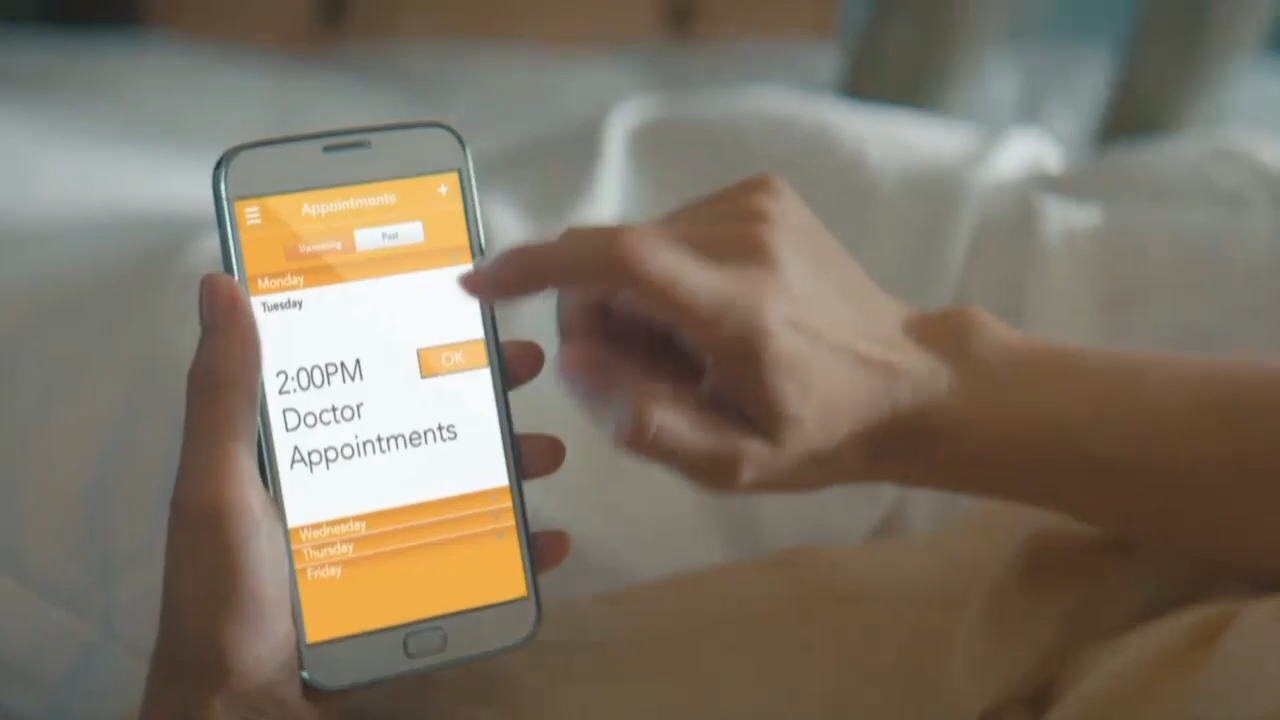 Appointments
Upcoming Past
Monday
Tuesday
OK
2:00PM
Doctor
Appointments
Wednesday
Thursday
Friday